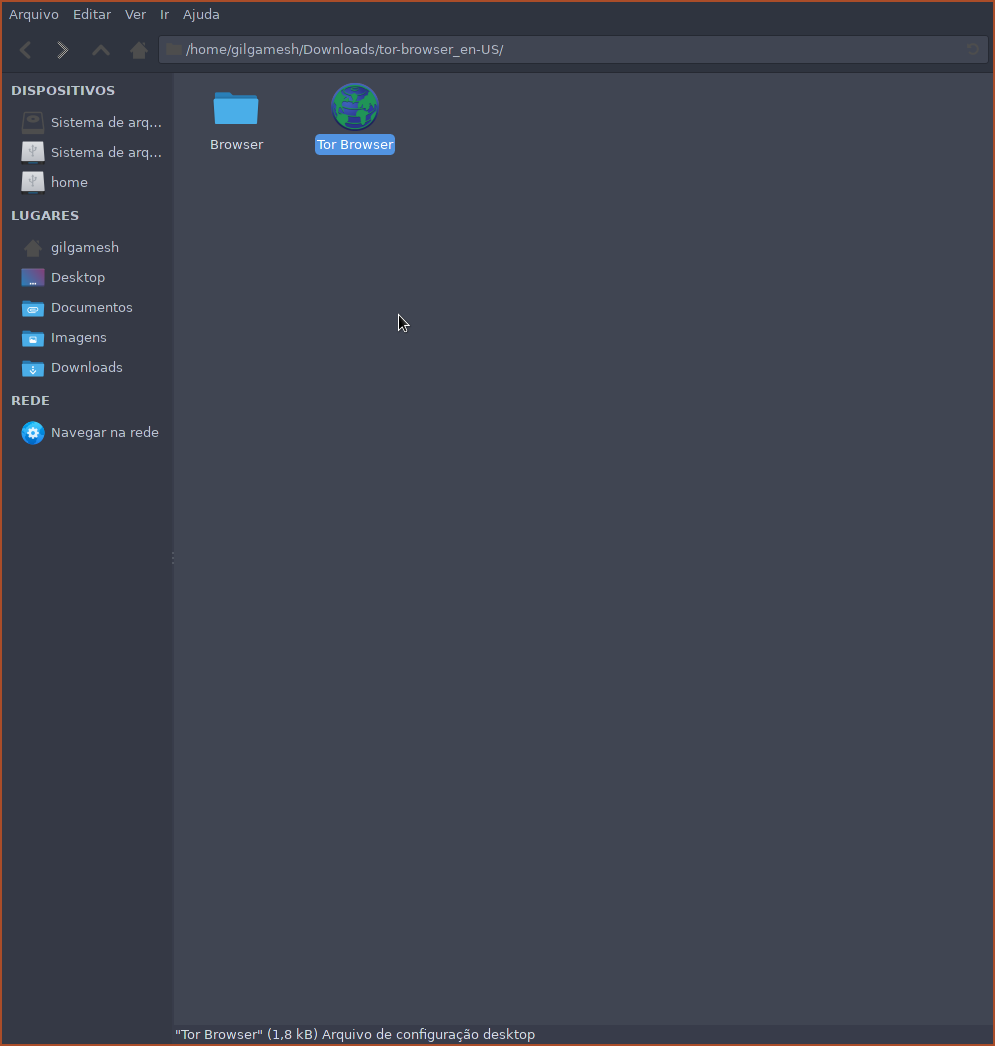 Arquivo Editar Ver Ir Ajuda
/home/gilgamesh/Downloads/tor-browser_en-US/
DISPOSITIVOS
Sistema de arq...
Sistema de arq...
home
LUGARES
gilgamesh
Desktop
Documentos
Imagens
Downloads
REDE
Navegar na rede
Browser
Tor Browser
"Tor Browser" (1,8 kB) Arquivo de configuração desktop